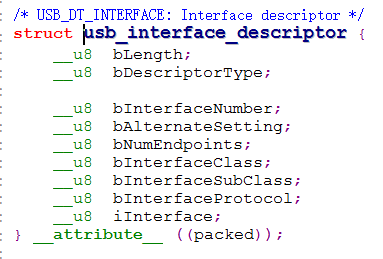 /* USB_DT_INTERFACE: Interface descriptor */
struct usb_interface_descriptor {
__u8 bLength;
__u8 bDescriptorType;
__u8 bInterfaceNumber;
__u8 bAlternateSetting;
__u8 bNumEndpoints;
__u8 bInterfaceClass;
__u8 bInterfaceSubClass;
__u8 bInterfaceProtocol;
__u8 iInterface;
} __attribute__ ((packed));